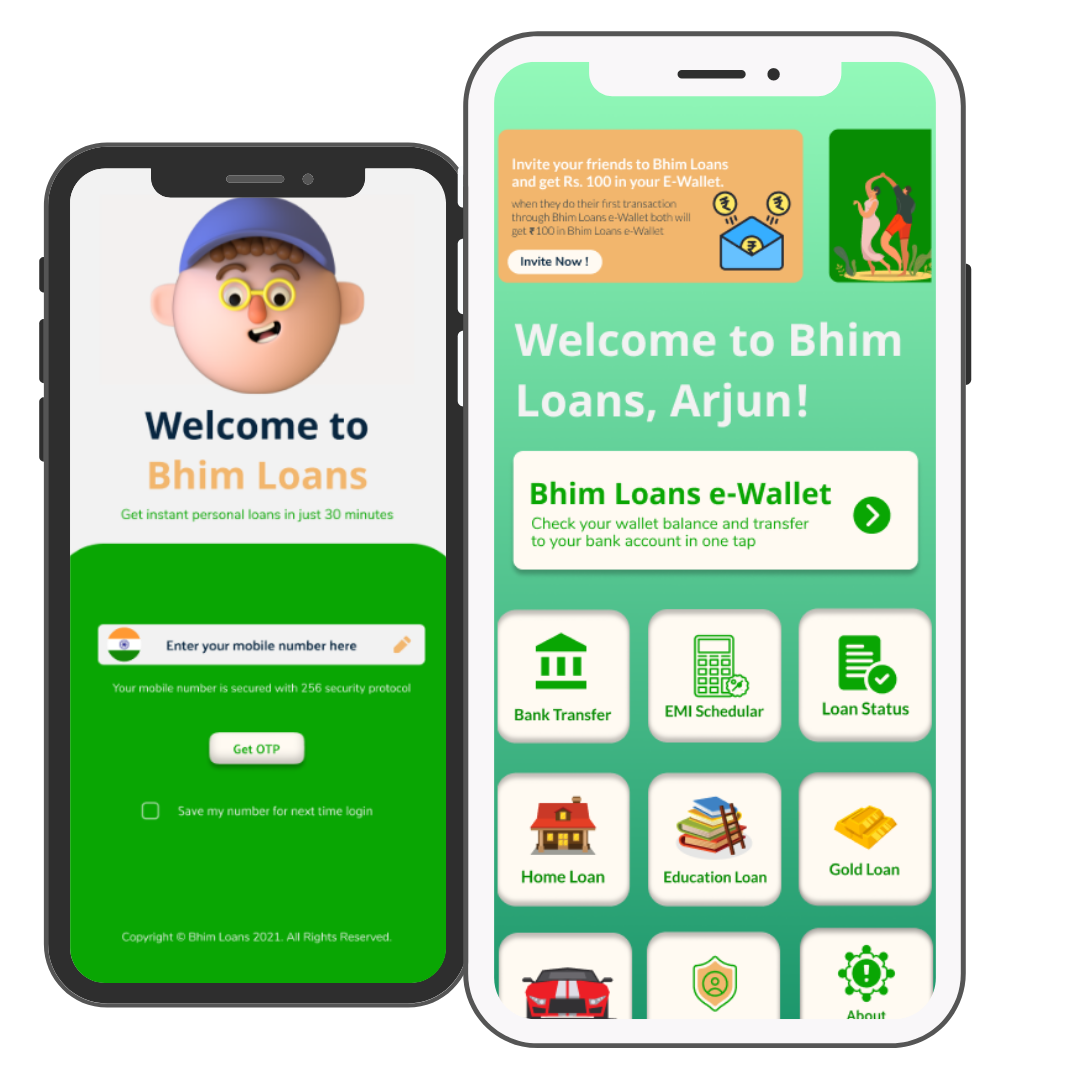 Welcome to
Bhim Loans
Get instant personal loans in just 30 minutes
Enter your mobile number here
Your mobile number is secured with 256 security protocol
Get OTP
Save my number for next time login
Copyright © Bhim Loans 2021. All Rights Reserved.
Invite your friends to Bhim Loans
and get Rs. 100 in your E-Wallet.
when they do their first transaction
through Bhim Loans e-Wallet both will
get ₹100 in Bhim Loans e-Wallet
Invite Now !
Welcome to Bhim
Loans, Arjun!
Bhim Loans e-Wallet
Check your wallet balance and transfer
to your bank account in one tap
Bank Transfer
EMI Schedular
Loan Status
Home Loan
Education Loan
Gold Loan
About